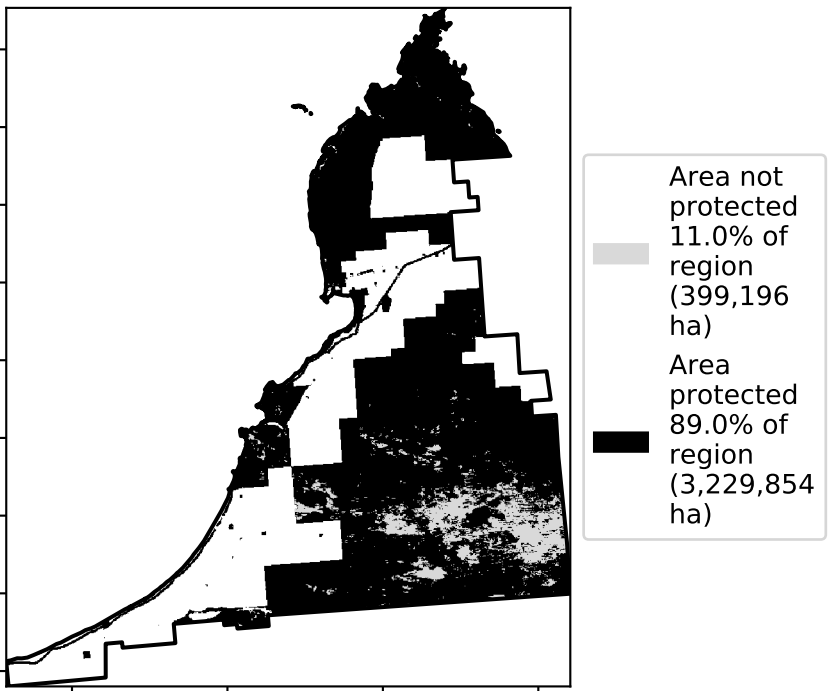 Area not
protected
11.0% of
region
(399,196
ha)
Area
protected
89.0% of
region
(3,229,854
ha)